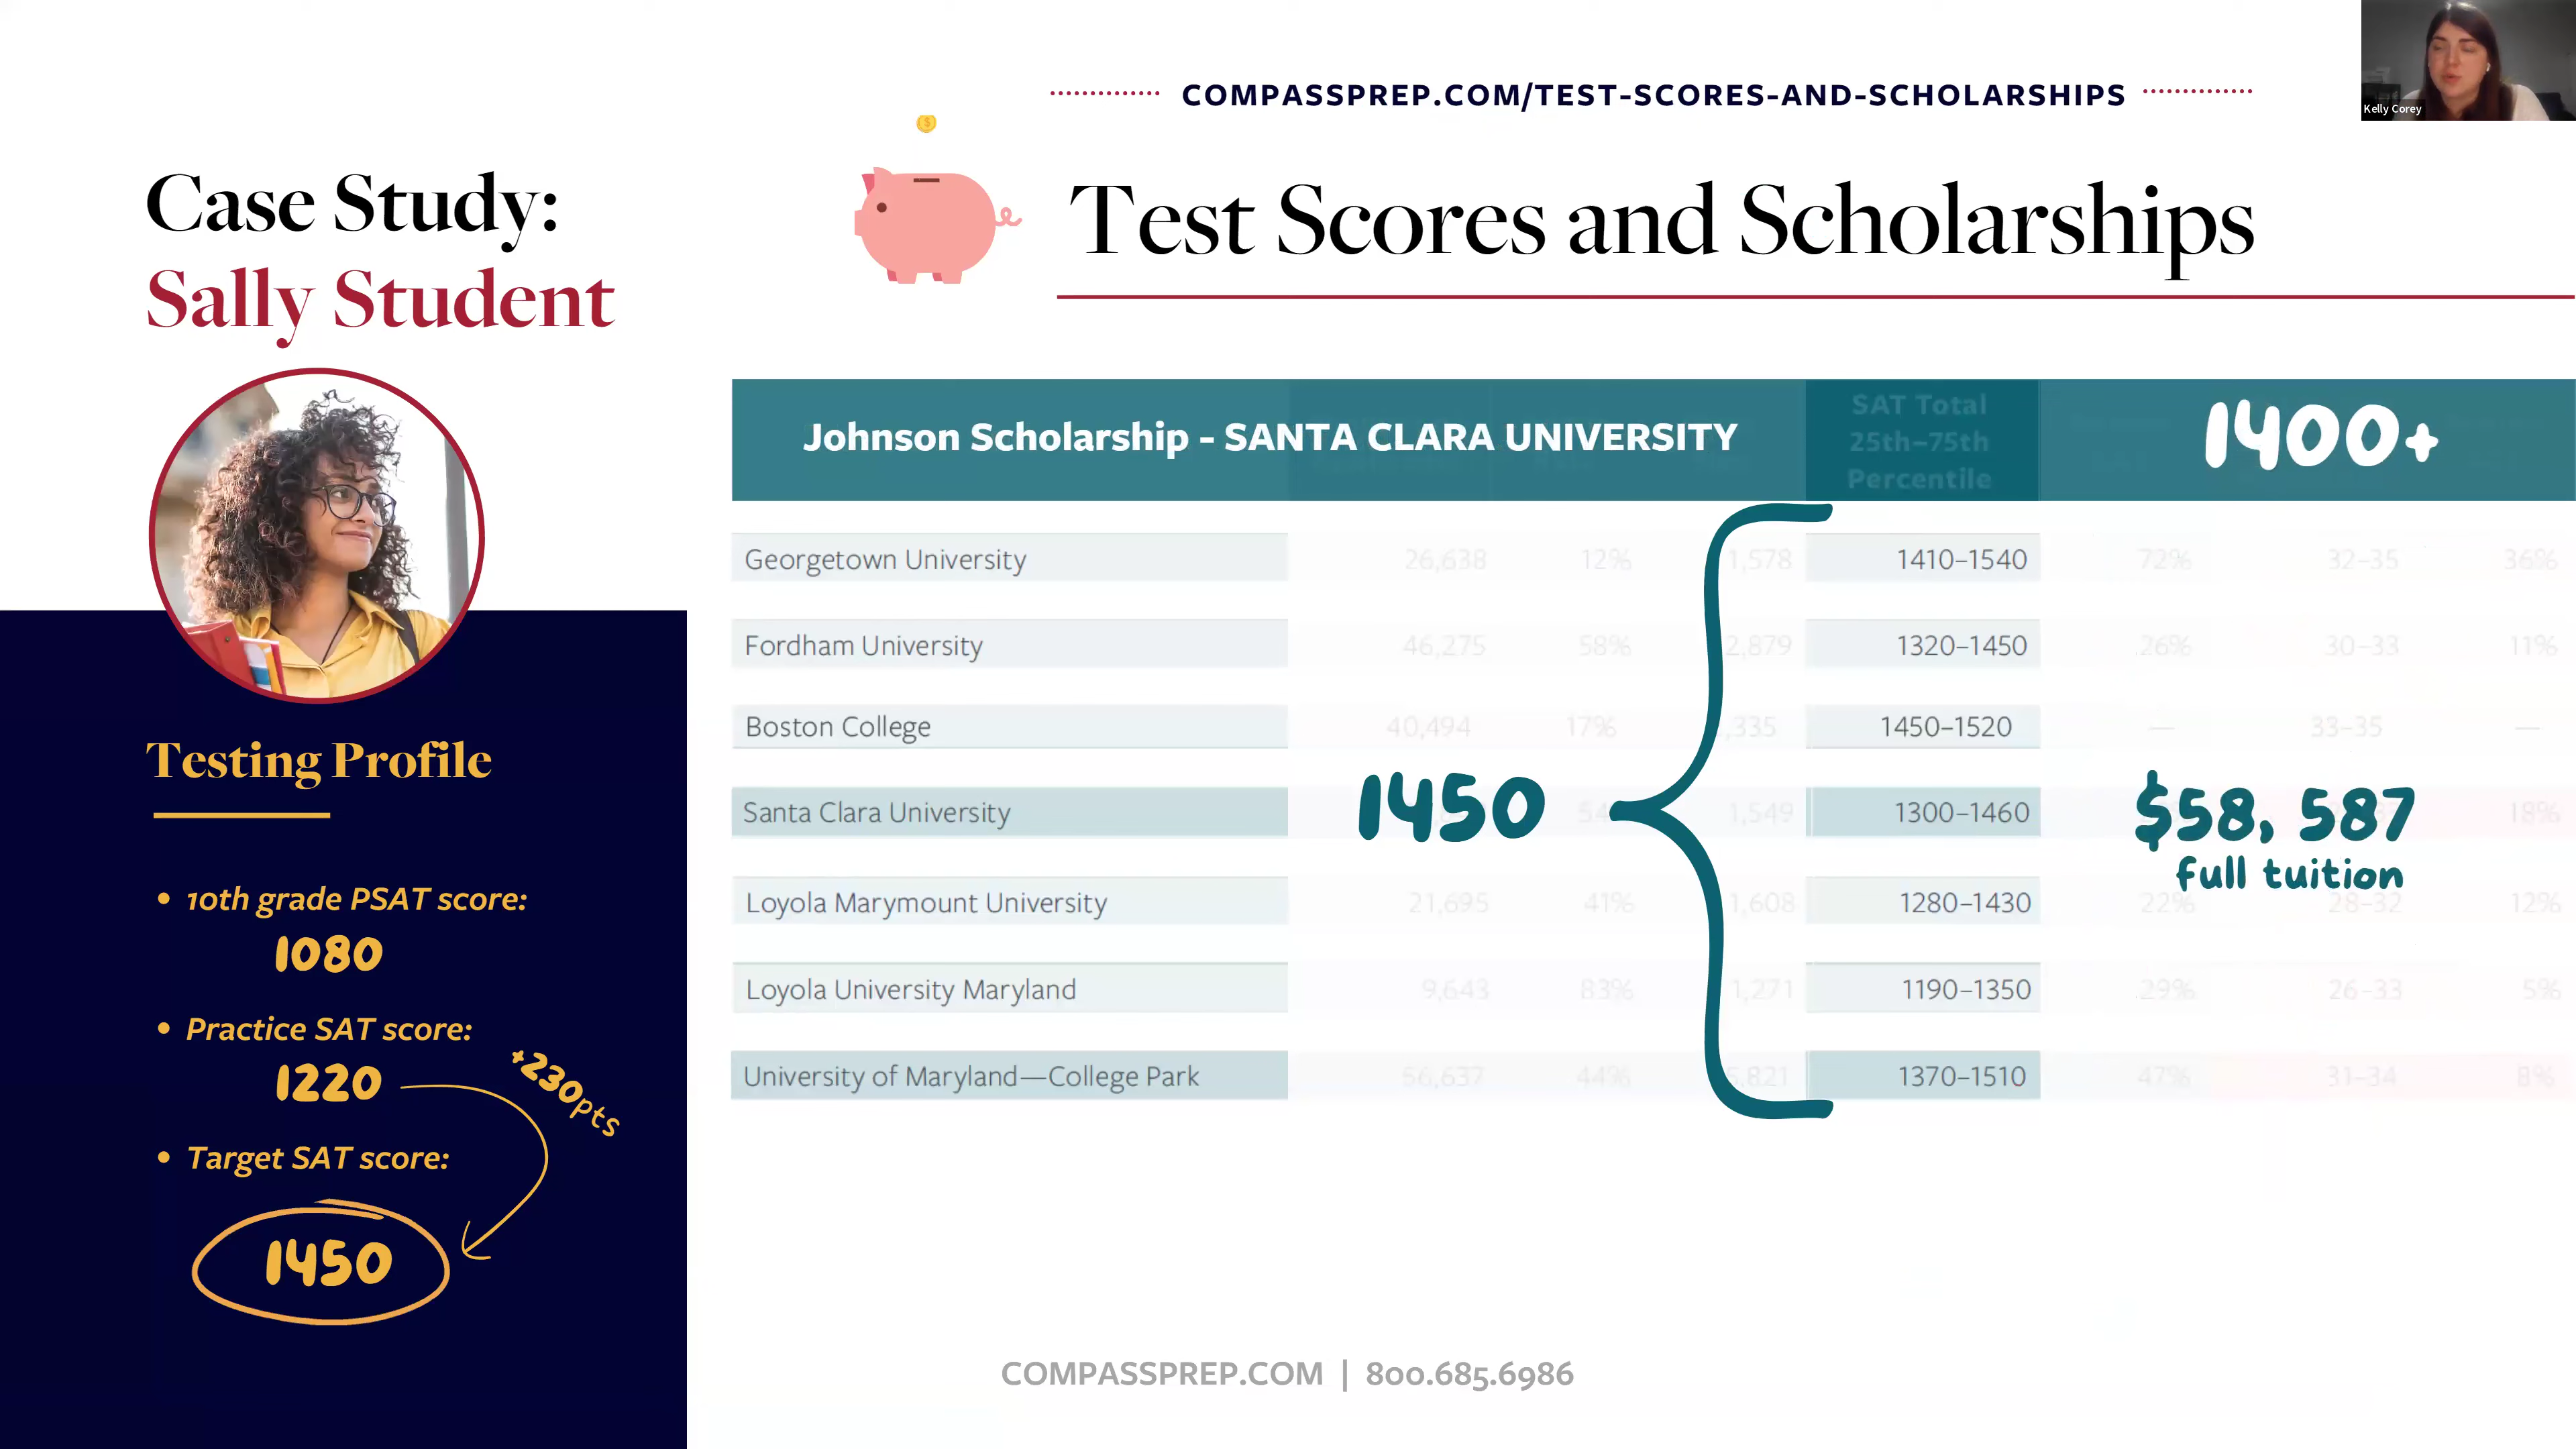 COMPASSPREP.COM/TEST-SCORES-AND-SCHOLARSHIPS
Kelly Corey
Case Study:
Sally Student
Test Scores and Scholarships
Johnson Scholarship - SANTA CLARA UNIVERSITY
SAT Total
25th–75th
Percentile
1400+
Georgetown University 26,638 12% 1,578 1410–1540 72% 32–35 36%
Fordham University 46,275 58% 2,879 1320–1450 26% 30–33 11%
Boston College 40,494 17% ,335 1450–1520 — 33–35 —
Santa Clara University 1,549 1300–1460 18%
1450
$58, 587
full tuition
Loyola Marymount University 21,695 41% 1,608 1280–1430 22% 28–32 12%
Loyola University Maryland 9,643 83% 1,271 1190–1350 29% 26–33 5%
University of Maryland—College Park 56,637 44% 5,821 1370–1510 47% 31–34 8%
Testing Profile
• 10th grade PSAT score:
1080
• Practice SAT score:
1220
+230pts
• Target SAT score:
1450
COMPASSPREP.COM | 800.685.6986